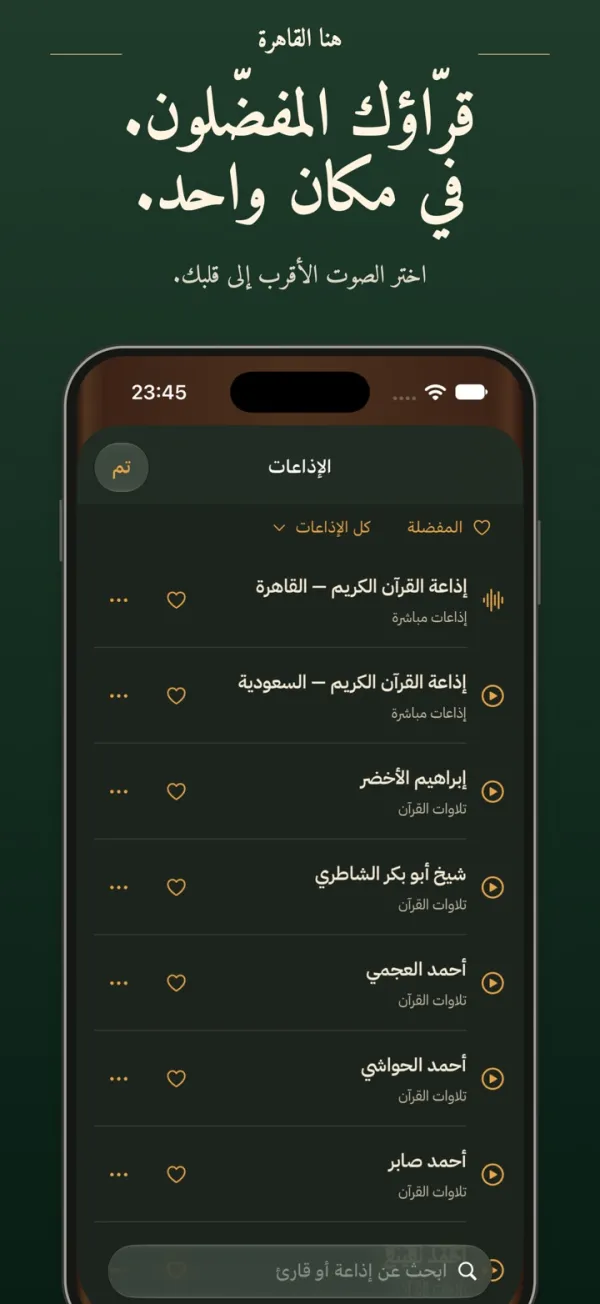 هنا القاهرة
قرّاؤك المفضّلون.
في مكان واحد.
اختر الصوت الأقرب إلى قلبك.
23:45
الإذاعات
تم
المفضلة
كل الإذاعات
إذاعة القرآن الكريم – القاهرة
إذاعات مباشرة
إذاعة القرآن الكريم – السعودية
إذاعات مباشرة
إبراهيم الأخضر
تلاوات القرآن
شيخ أبو بكر الشاطري
تلاوات القرآن
أحمد العجمي
تلاوات القرآن
أحمد الحواشي
تلاوات القرآن
أحمد صابر
تلاوات القرآن
ابحث عن إذاعة أو قارئ